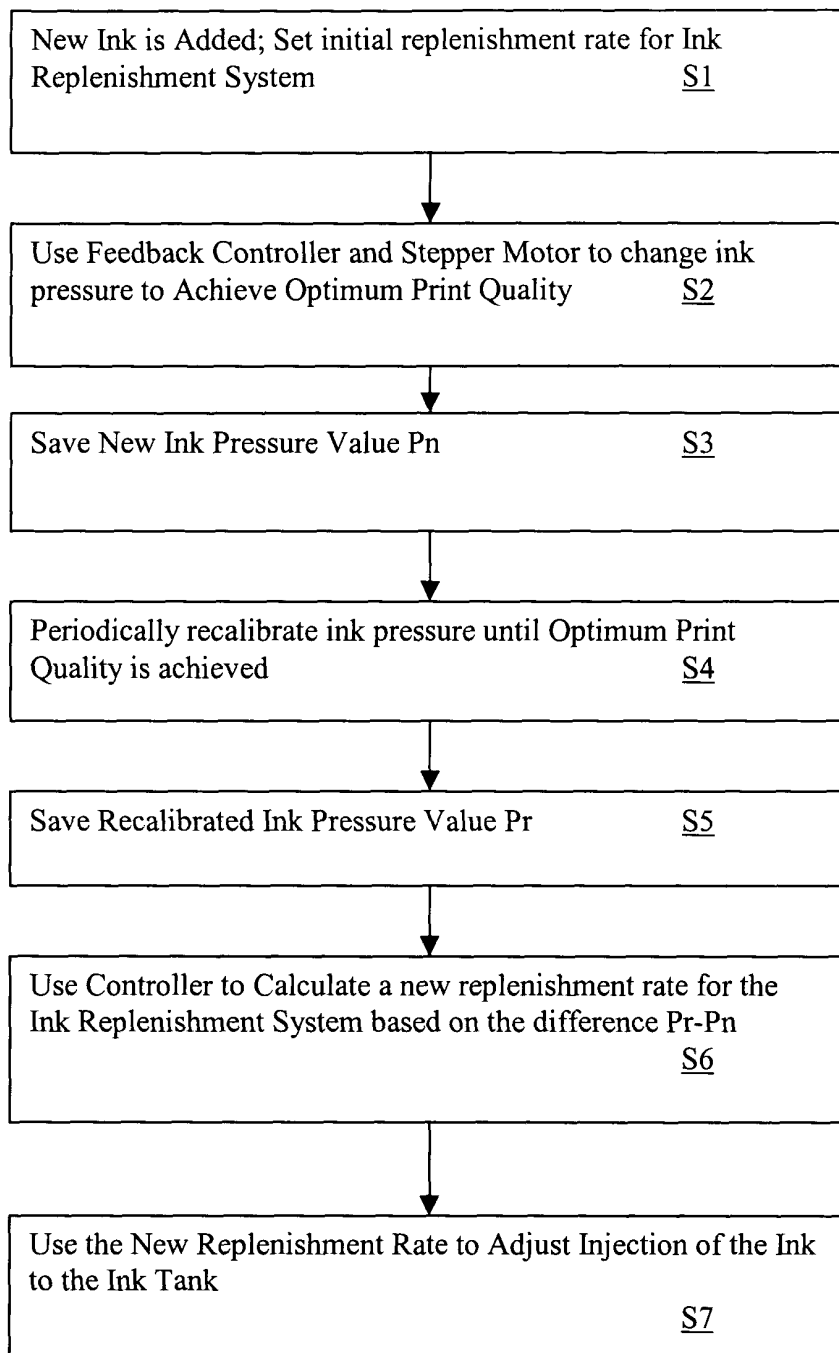 New Ink is Added; Set initial replenishment rate for Ink
Replenishment System S1
Use Feedback Controller and Stepper Motor to change ink
pressure to Achieve Optimum Print Quality S2
Save New Ink Pressure Value Pn S3
Periodically recalibrate ink pressure until Optimum Print
Quality is achieved S4
Save Recalibrated Ink Pressure Value Pr S5
Use Controller to Calculate a new replenishment rate for the
Ink Replenishment System based on the difference Pr-Pn
S6
Use the New Replenishment Rate to Adjust Injection of the Ink
to the Ink Tank
S7